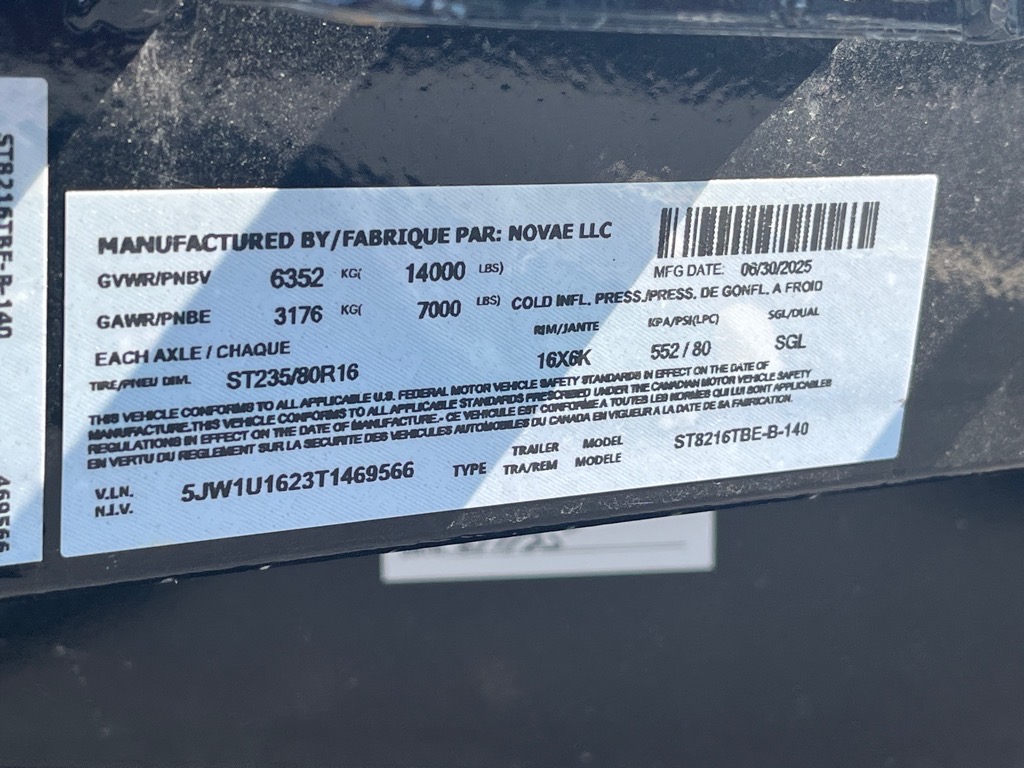 ST8216TBE-B-140
469566
MANUFACTURED BY/FABRIQUE PAR: NOVAE LLC
GVWR/PNBV 6352 KG( 14000 LBS)
MFG DATE: 06/30/2025
GAWR/PNBE 3176 KG( 7000 LBS)
COLD INFL. PRESS./PRESS. DE GONFL. A FROID
EACH AXLE / CHAQUE
RIM/JANTE KPA/PSI(LPC) SGL/DUAL
TIRE/PNEU DIM. ST235/80R16 16X6K 552 / 80 SGL
THIS VEHICLE CONFORMS TO ALL APPLICABLE U.S. FEDERAL MOTOR VEHICLE SAFETY STANDARDS IN EFFECT ON THE DATE OF
MANUFACTURE.THIS VEHICLE CONFORMS TO ALL APPLICABLE STANDARDS PRESCRIBED UNDER THE CANADIAN MOTOR VEHICLE SAFETY
REGULATIONS IN EFFECT ON THE DATE OF MANUFACTURE.- CE VEHICULE EST CONFORME A TOUTES LES NORMES QUI LUI SONT APPLICABLES
EN VERTU DU REGLEMENT SUR LA SECURITE DES VEHICULES AUTOMOBILES DU CANADA EN VIGUEUR A LA DATE DE SA FABRICATION.
V.I.N. 5JW1U1623T1469566 TYPE TRAILER MODEL ST8216TBE-B-140
N.I.V. TRA/REM MODELE